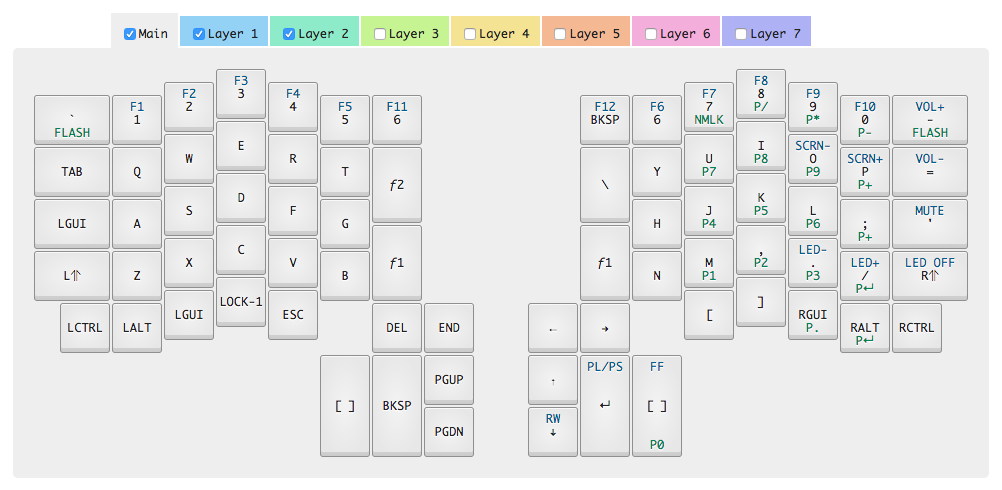 Main Layer 1 Layer 2 Layer 3 Layer 4 Layer 5 Layer 6 Layer 7
F3 F8
3 8
P/
F2 F4 F7 F9
2 4 7 9
NMLK P*
F1 F5 F11 F12 F6 F10 VOL+
` 1 5 6 BKSP 6 0 -
FLASH P- FLASH
E I
P8
W R U SCRN-
O
P7 P9
TAB Q T ƒ2 \ Y SCRN+ VOL-
P =
P+
D K
P5
S F J L
P4 P6
LGUI A G H ; MUTE
P+ '
C ,
P2
X V M LED-
.
P1 P3
L⇑ Z B ƒ1 ƒ1 N LED+ LED OFF
/ R⇑
P↵
LOCK-1 ]
LGUI ESC [ RGUI
P.
LCTRL LALT DEL END ← → RALT RCTRL
P↵
PGUP ↑ PL/PS FF
[ ] BKSP ↵ [ ]
PGDN RW
↓ P0